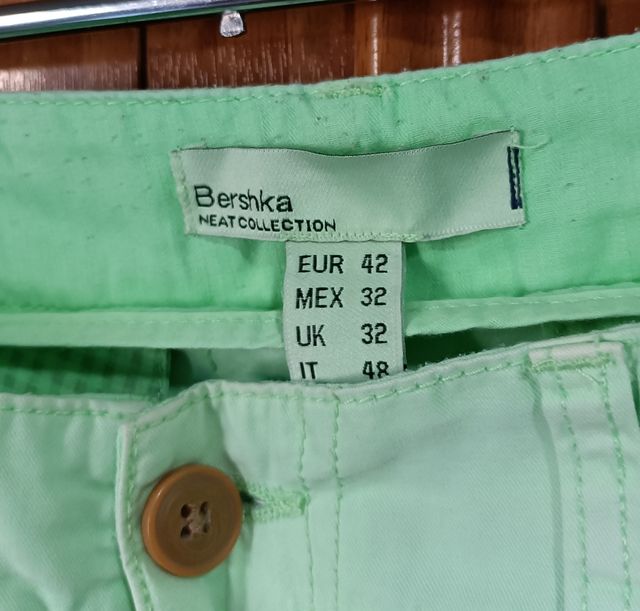 Bershka
NEAT COLLECTION
EUR 42
MEX 32
UK 32
IT 48